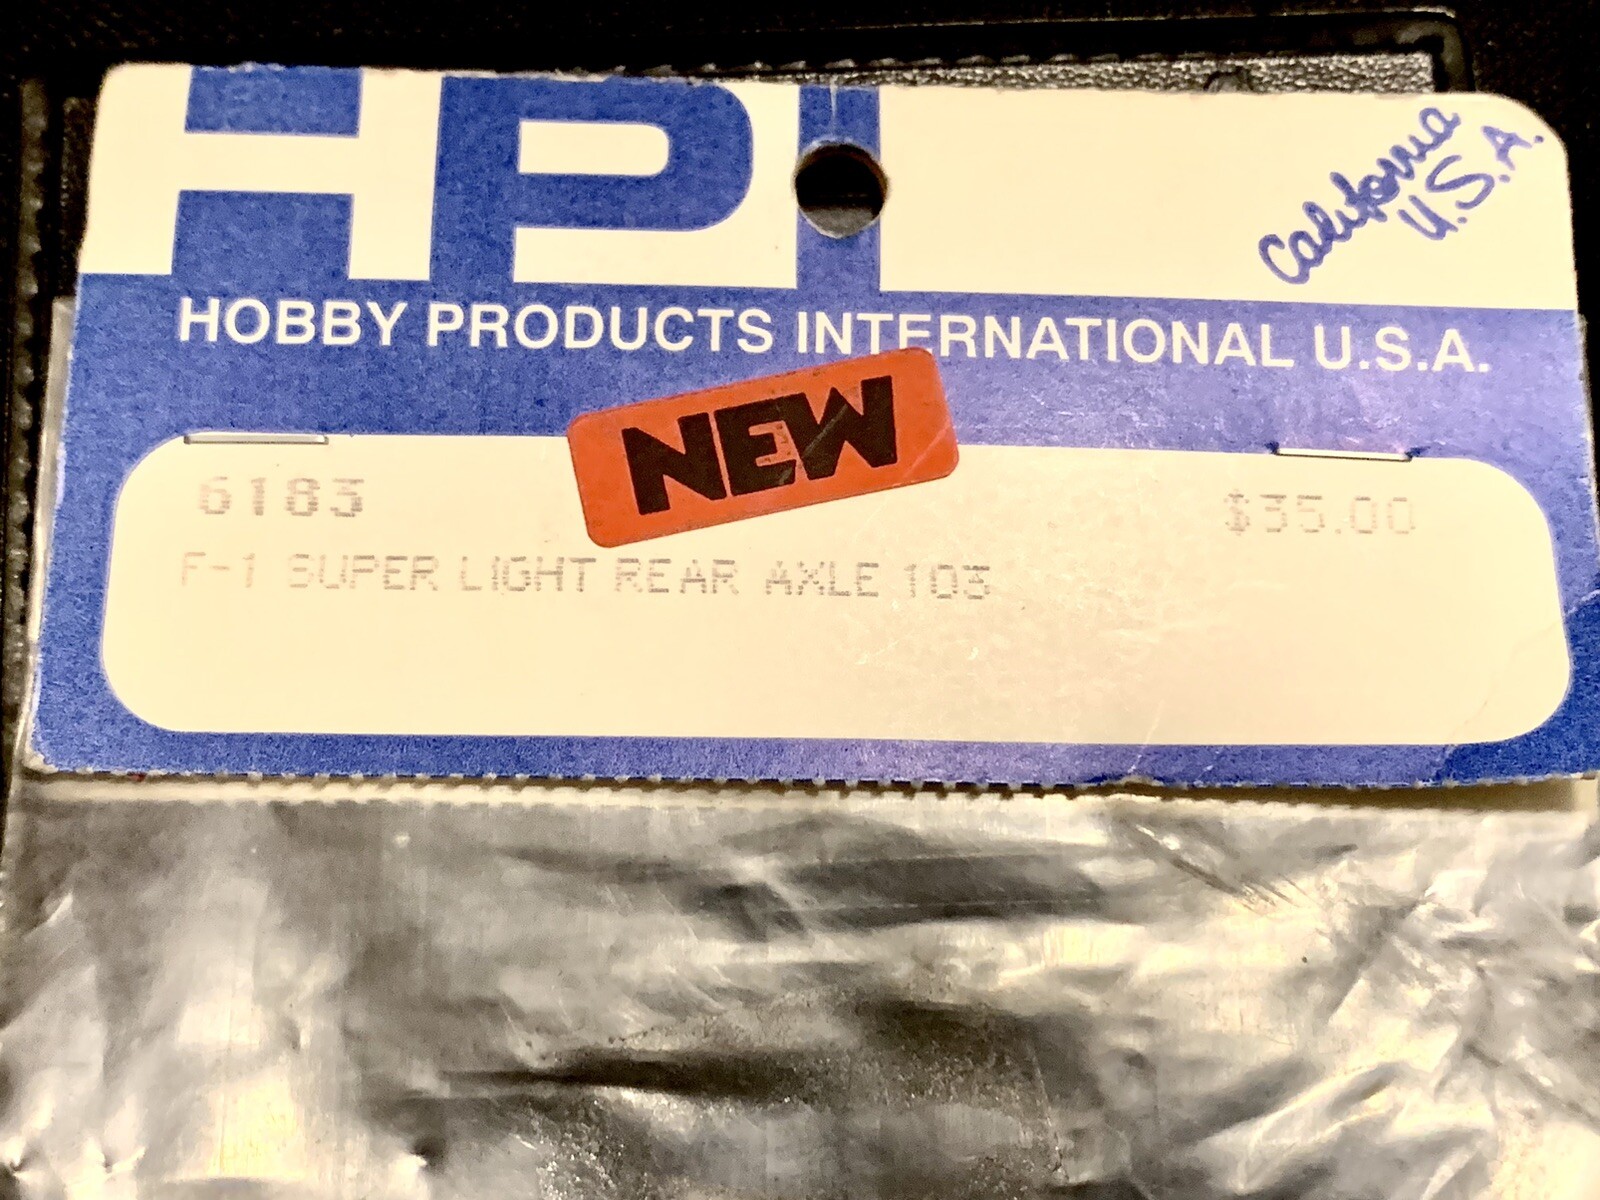 HPI
California
U.S.A.
HOBBY PRODUCTS INTERNATIONAL U.S.A.
NEW
6183
$35.00
F-1 SUPER LIGHT REAR AXLE 103